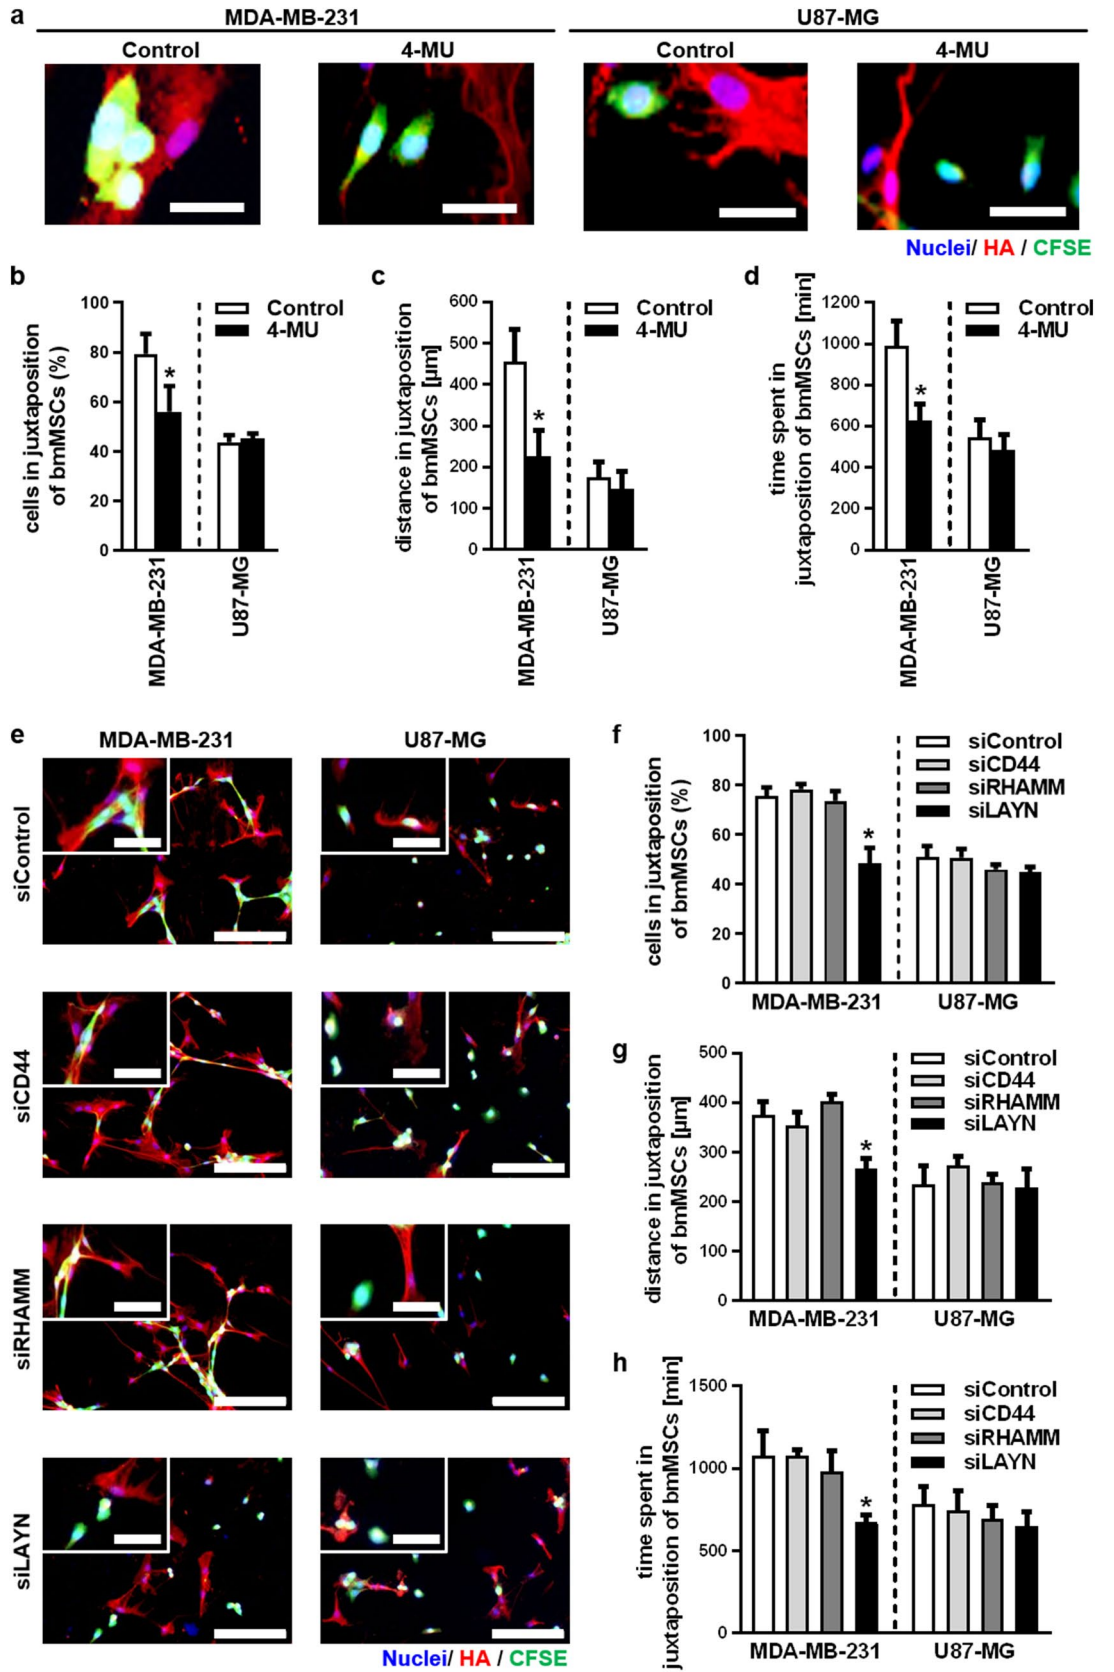 a
MDA-MB-231
U87-MG
Control
4-MU
Control
4-MU
Nuclei/ HA / CFSE
b
cells in juxtaposition
of bmMSCs (%)
100
80
60
40
20
0
Control
4-MU
*
MDA-MB-231
U87-MG
c
distance in juxtaposition
of bmMSCs [µm]
600
500
400
300
200
100
0
Control
4-MU
*
MDA-MB-231
U87-MG
d
time spent in
juxtaposition of bmMSCs [min]
1200
1000
800
600
400
200
0
Control
4-MU
*
MDA-MB-231
U87-MG
e
MDA-MB-231
U87-MG
siControl
siCD44
siRHAMM
siLAYN
Nuclei/ HA / CFSE
f
cells in juxtaposition
of bmMSCs (%)
100
80
60
40
20
0
siControl
siCD44
siRHAMM
siLAYN
*
MDA-MB-231
U87-MG
g
distance in juxtaposition
of bmMSCs [µm]
500
400
300
200
100
0
siControl
siCD44
siRHAMM
siLAYN
*
MDA-MB-231
U87-MG
h
time spent in
juxtaposition of bmMSCs [min]
1500
1000
500
0
siControl
siCD44
siRHAMM
siLAYN
*
MDA-MB-231
U87-MG